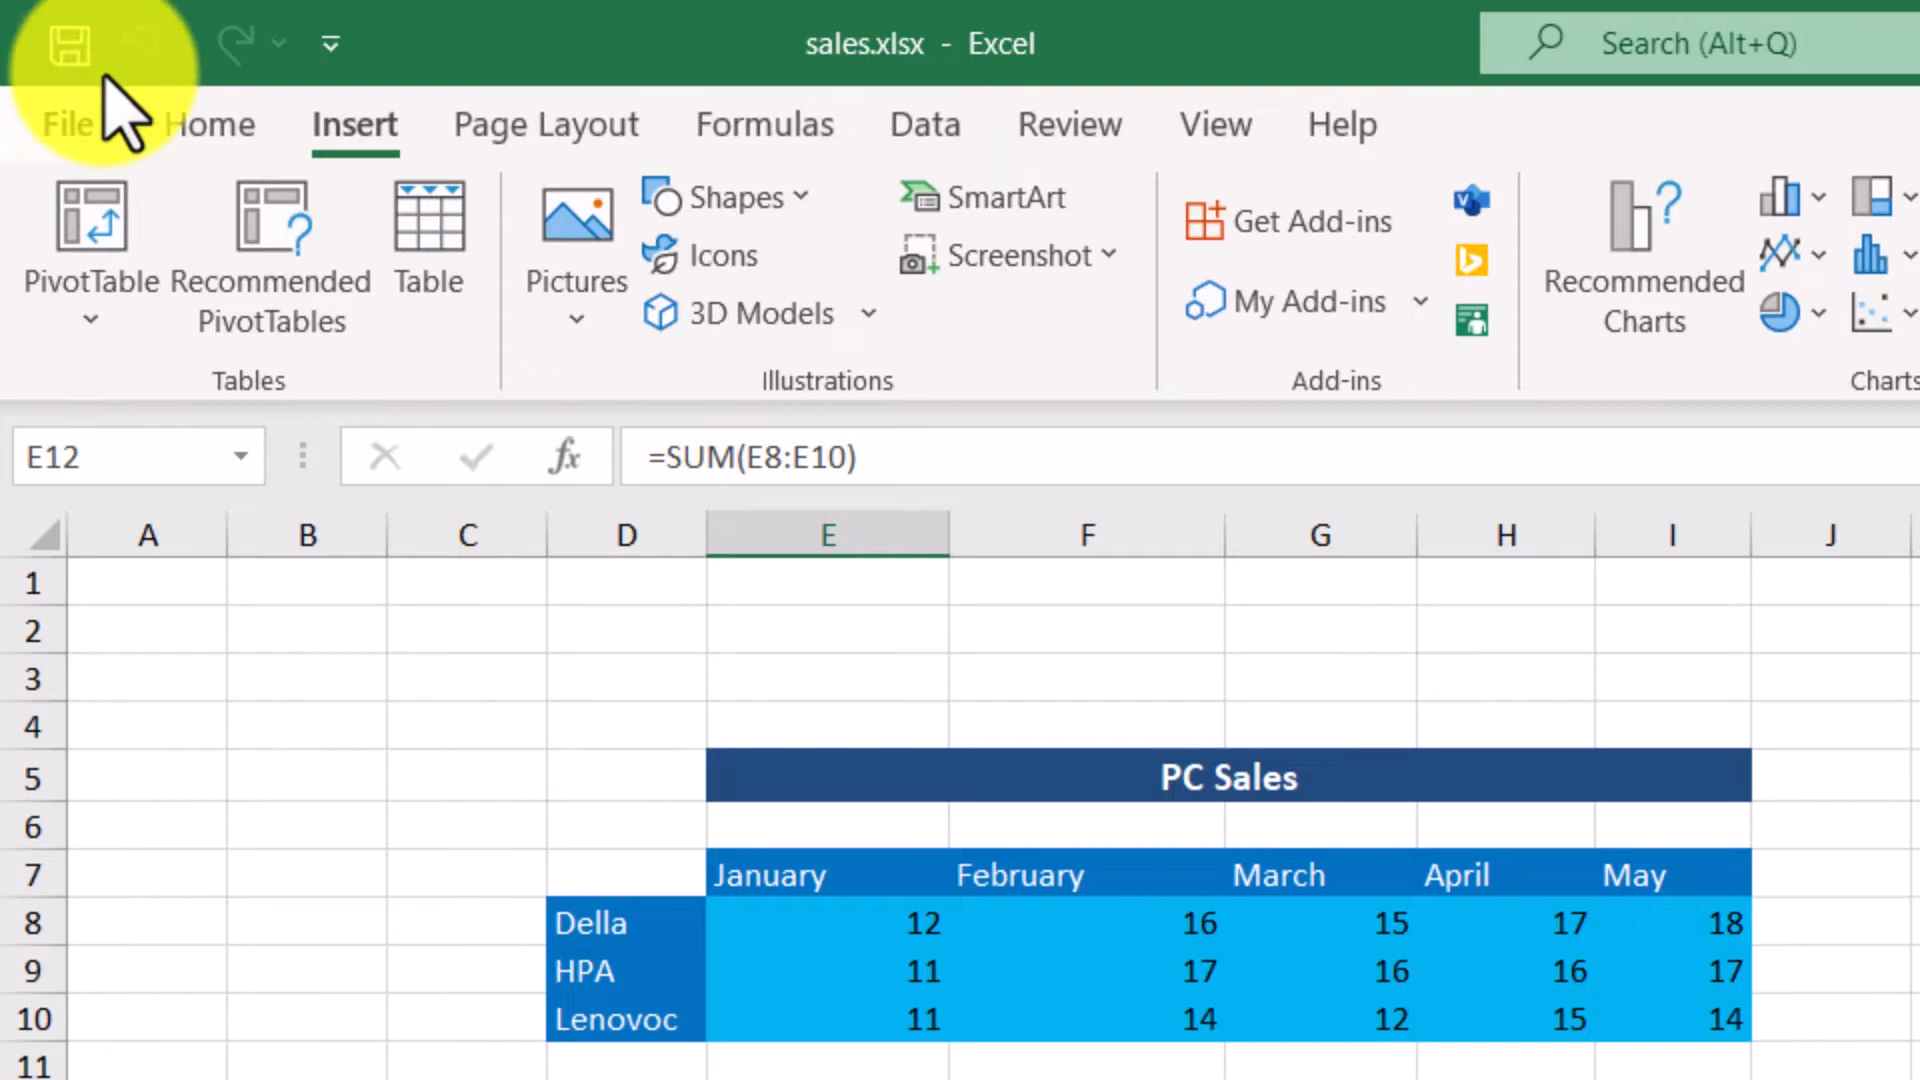 sales.xlsx - Excel
Search (Alt+Q)
File Home Insert Page Layout Formulas Data Review View Help
PivotTable
Recommended PivotTables
Table
Tables
Pictures
Shapes
Icons
3D Models
SmartArt
Screenshot
Illustrations
Get Add-ins
My Add-ins
Add-ins
Recommended Charts
Charts
E12 fx =SUM(E8:E10)
A B C D E F G H I J
1
2
3
4
5 PC Sales
6
7 January February March April May
8 Della 12 16 15 17 18
9 HPA 11 17 16 16 17
10 Lenovoc 11 14 12 15 14
11